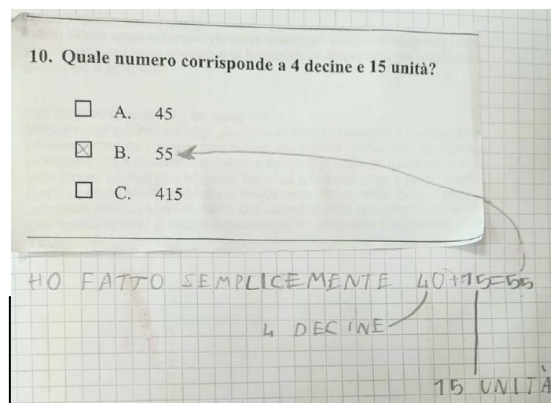 10. Quale numero corrisponde a 4 decine e 15 unità?
A. 45
B. 55
C. 415
HO FATTO SEMPLICEMENTE 40+15=55
4 DECINE
15 UNITÀ